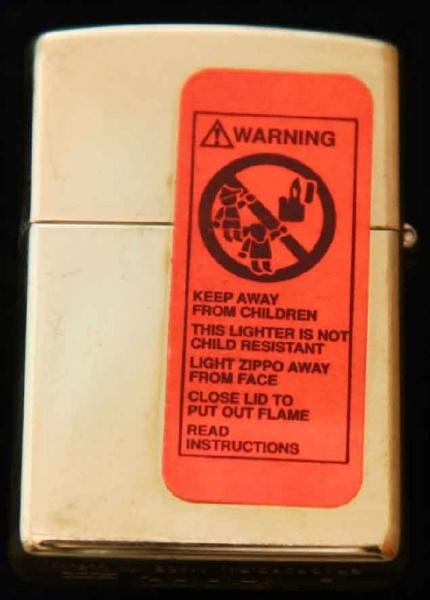 WARNING
KEEP AWAY
FROM CHILDREN
THIS LIGHTER IS NOT
CHILD RESISTANT
LIGHT ZIPPO AWAY
FROM FACE
CLOSE LID TO
PUT OUT FLAME
READ
INSTRUCTIONS